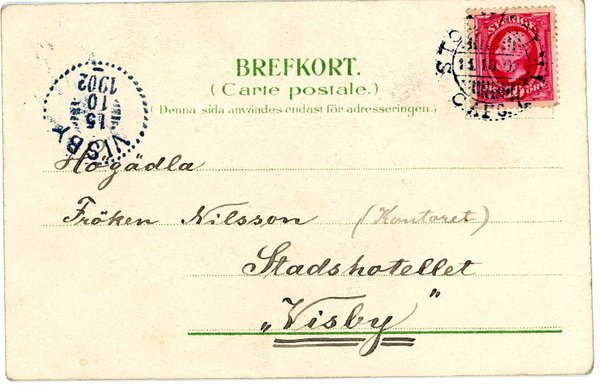 BREFKORT.
(Carte postale.)
(Denna sida användes endast för adresseringen.)
SVERIGE
ÖRE
VISBY
15
10
1902
Högädla
Fröken Nilsson (Kontoret)
Stadshotellet
„Visby”